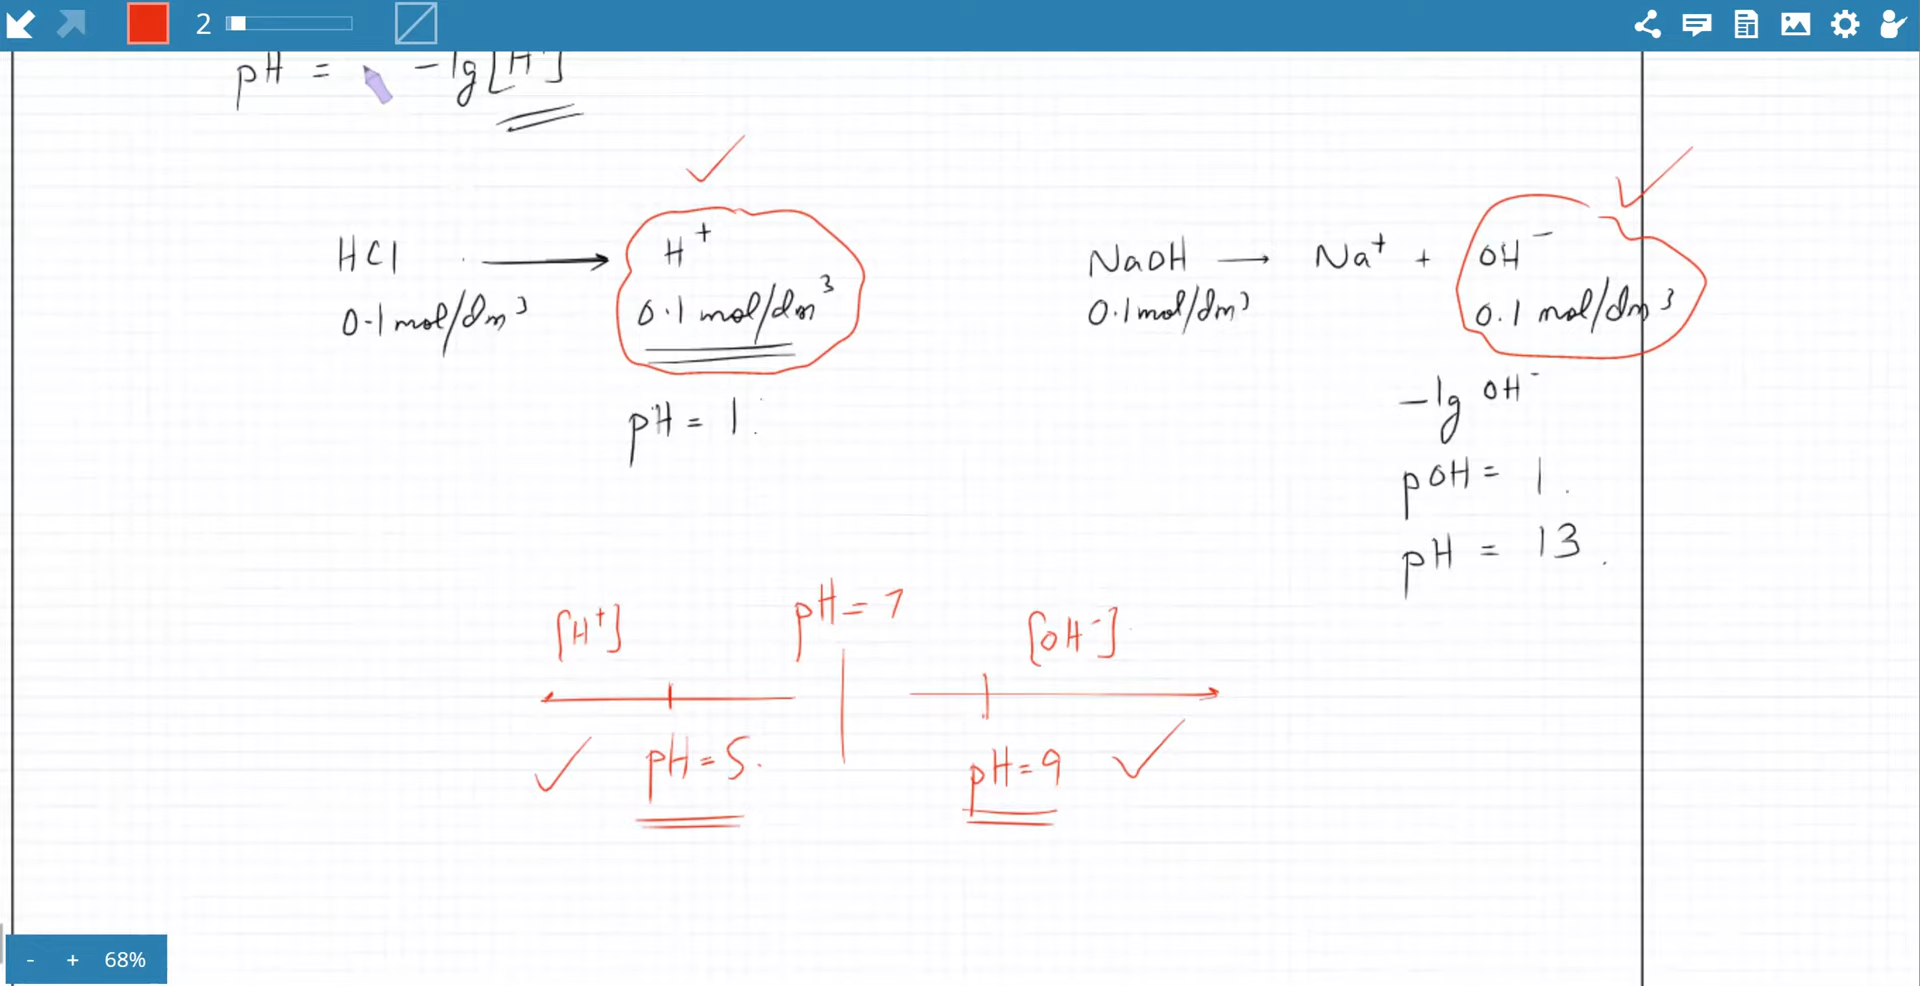 2
pH = -lg[H+]
HCl ⟶ H+
0.1 mol/dm3
0.1 mol/dm3
pH = 1.
NaOH ⟶ Na+ + OH-
0.1 mol/dm3
0.1 mol/dm3
-lg OH-
pOH = 1.
pH = 13.
[H+]
pH = 7
[OH-]
pH = 5.
pH = 9
- + 68%